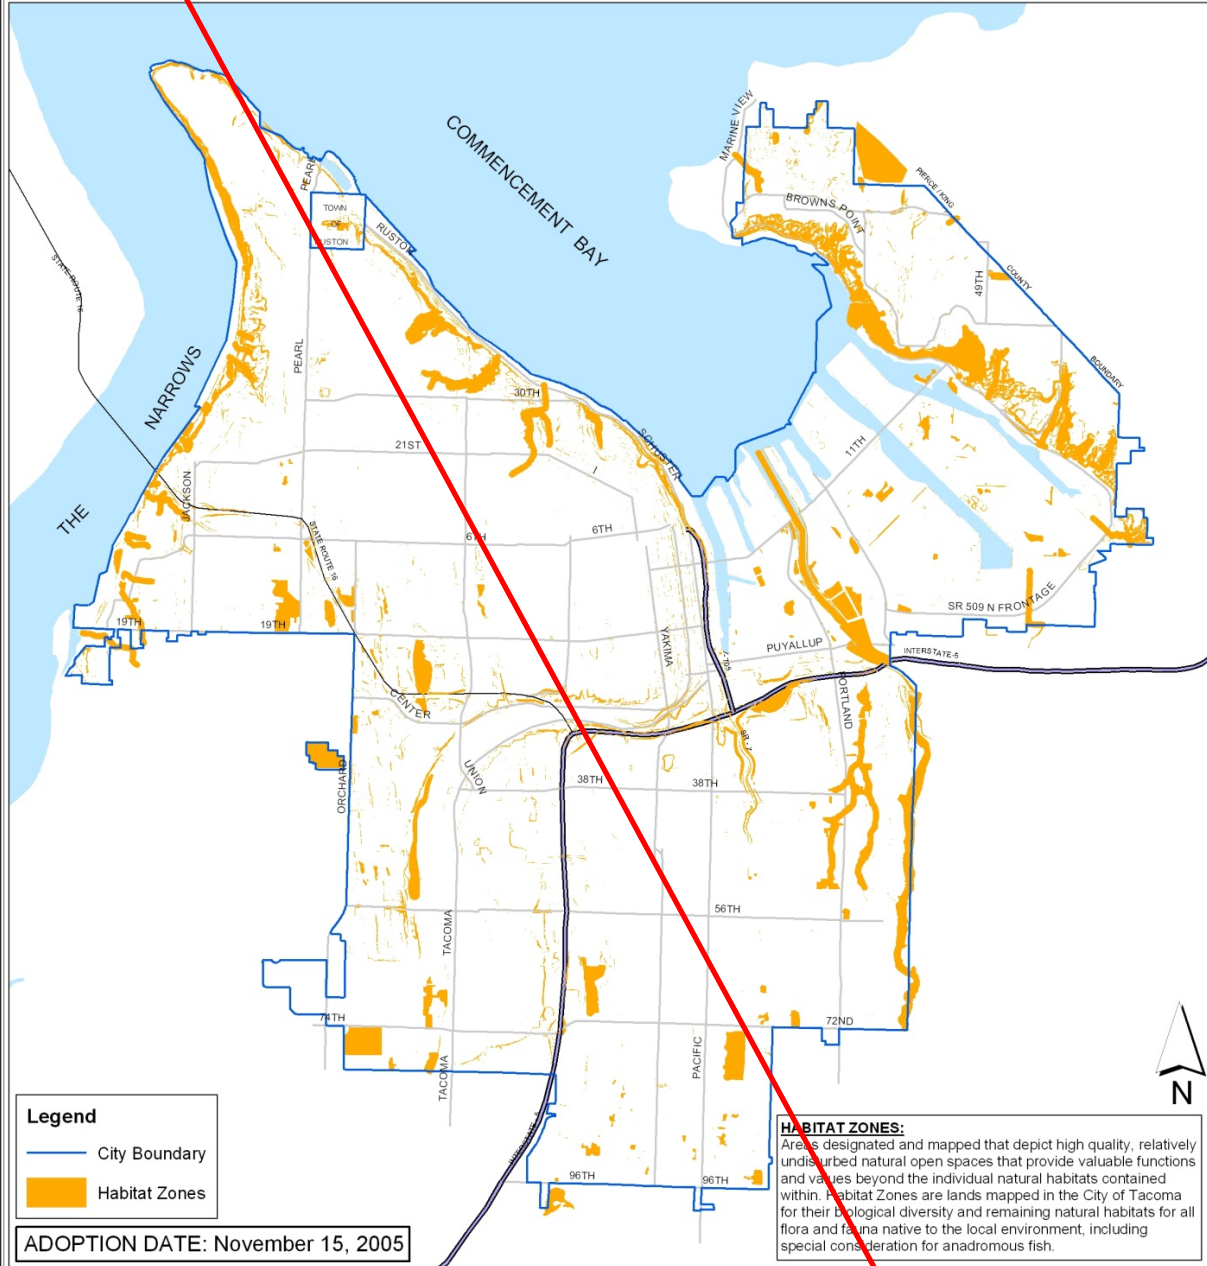 COMMENCEMENT BAY
MARINE VIEW
PIERCE / KING
BROWNS POINT
PEARL
TOWN
OF
RUSTON
RUSTON
49TH
COUNTY
STATE ROUTE 16
THE NARROWS
PEARL
BOUNDARY
30TH
21ST
I
SCHUSTER
11TH
JACKSON
STATE ROUTE 16
6TH
6TH
19TH
19TH
SR 509 N FRONTAGE
YAKIMA
PUYALLUP
I-705
INTERSTATE-5
CENTER
PORTLAND
SR-7
ORCHARD
UNION
38TH
38TH
56TH
TACOMA
74TH
72ND
TACOMA
PACIFIC
N
INTERSTATE-5
96TH
96TH
Legend
City Boundary
Habitat Zones
ADOPTION DATE: November 15, 2005
HABITAT ZONES:
Areas designated and mapped that depict high quality, relatively
undisturbed natural open spaces that provide valuable functions
and values beyond the individual natural habitats contained
within. Habitat Zones are lands mapped in the City of Tacoma
for their biological diversity and remaining natural habitats for all
flora and fauna native to the local environment, including
special consideration for anadromous fish.